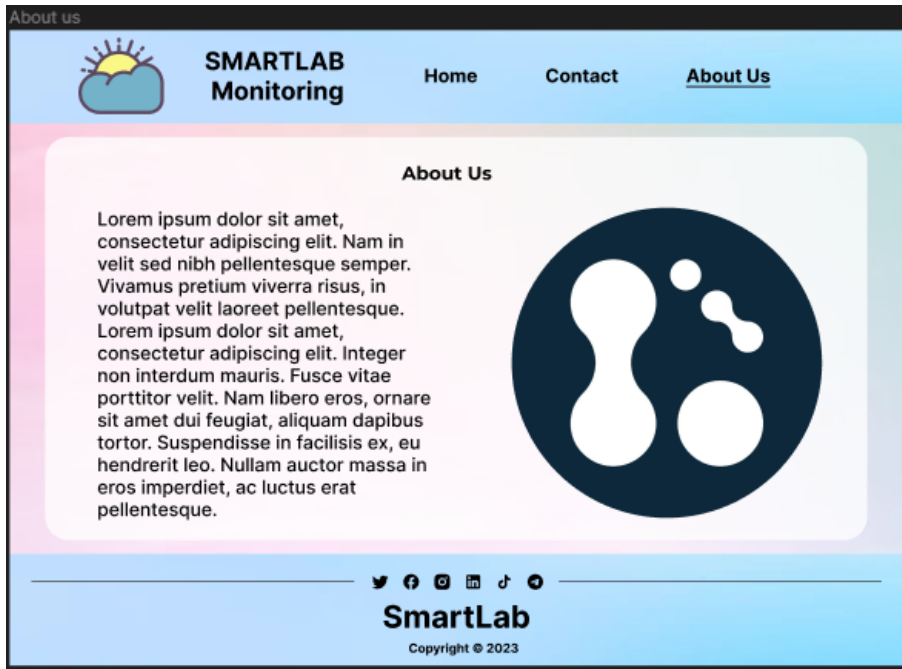 About us
SMARTLAB
Monitoring
Home
Contact
About Us
About Us
Lorem ipsum dolor sit amet,
consectetur adipiscing elit. Nam in
velit sed nibh pellentesque semper.
Vivamus pretium viverra risus, in
volutpat velit laoreet pellentesque.
Lorem ipsum dolor sit amet,
consectetur adipiscing elit. Integer
non interdum mauris. Fusce vitae
porttitor velit. Nam libero eros, ornare
sit amet dui feugiat, aliquam dapibus
tortor. Suspendisse in facilisis ex, eu
hendrerit leo. Nullam auctor massa in
eros imperdiet, ac luctus erat
pellentesque.
SmartLab
Copyright © 2023